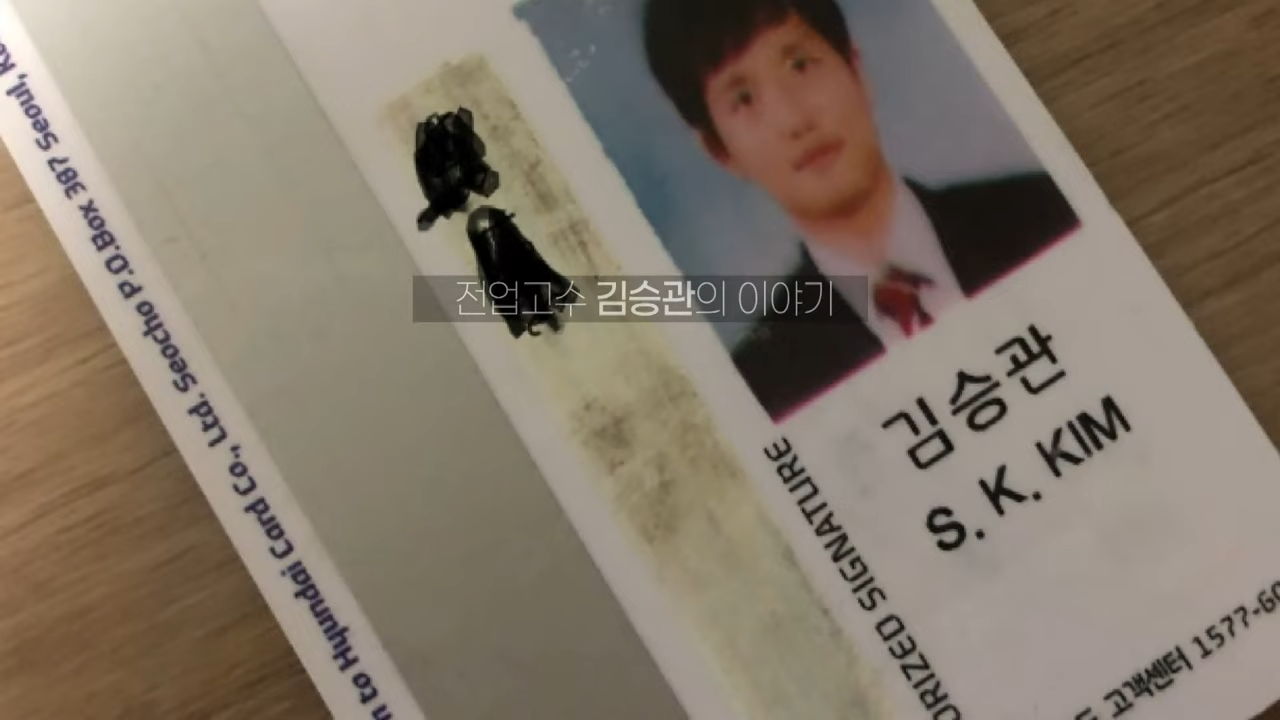 전업고수 김승관의 이야기
김승관
S. K. KIM
SIGNATURE
고객센터 1577-
to Hyundai Card Co., Ltd. Seocho P.O.Box 387 Seoul,